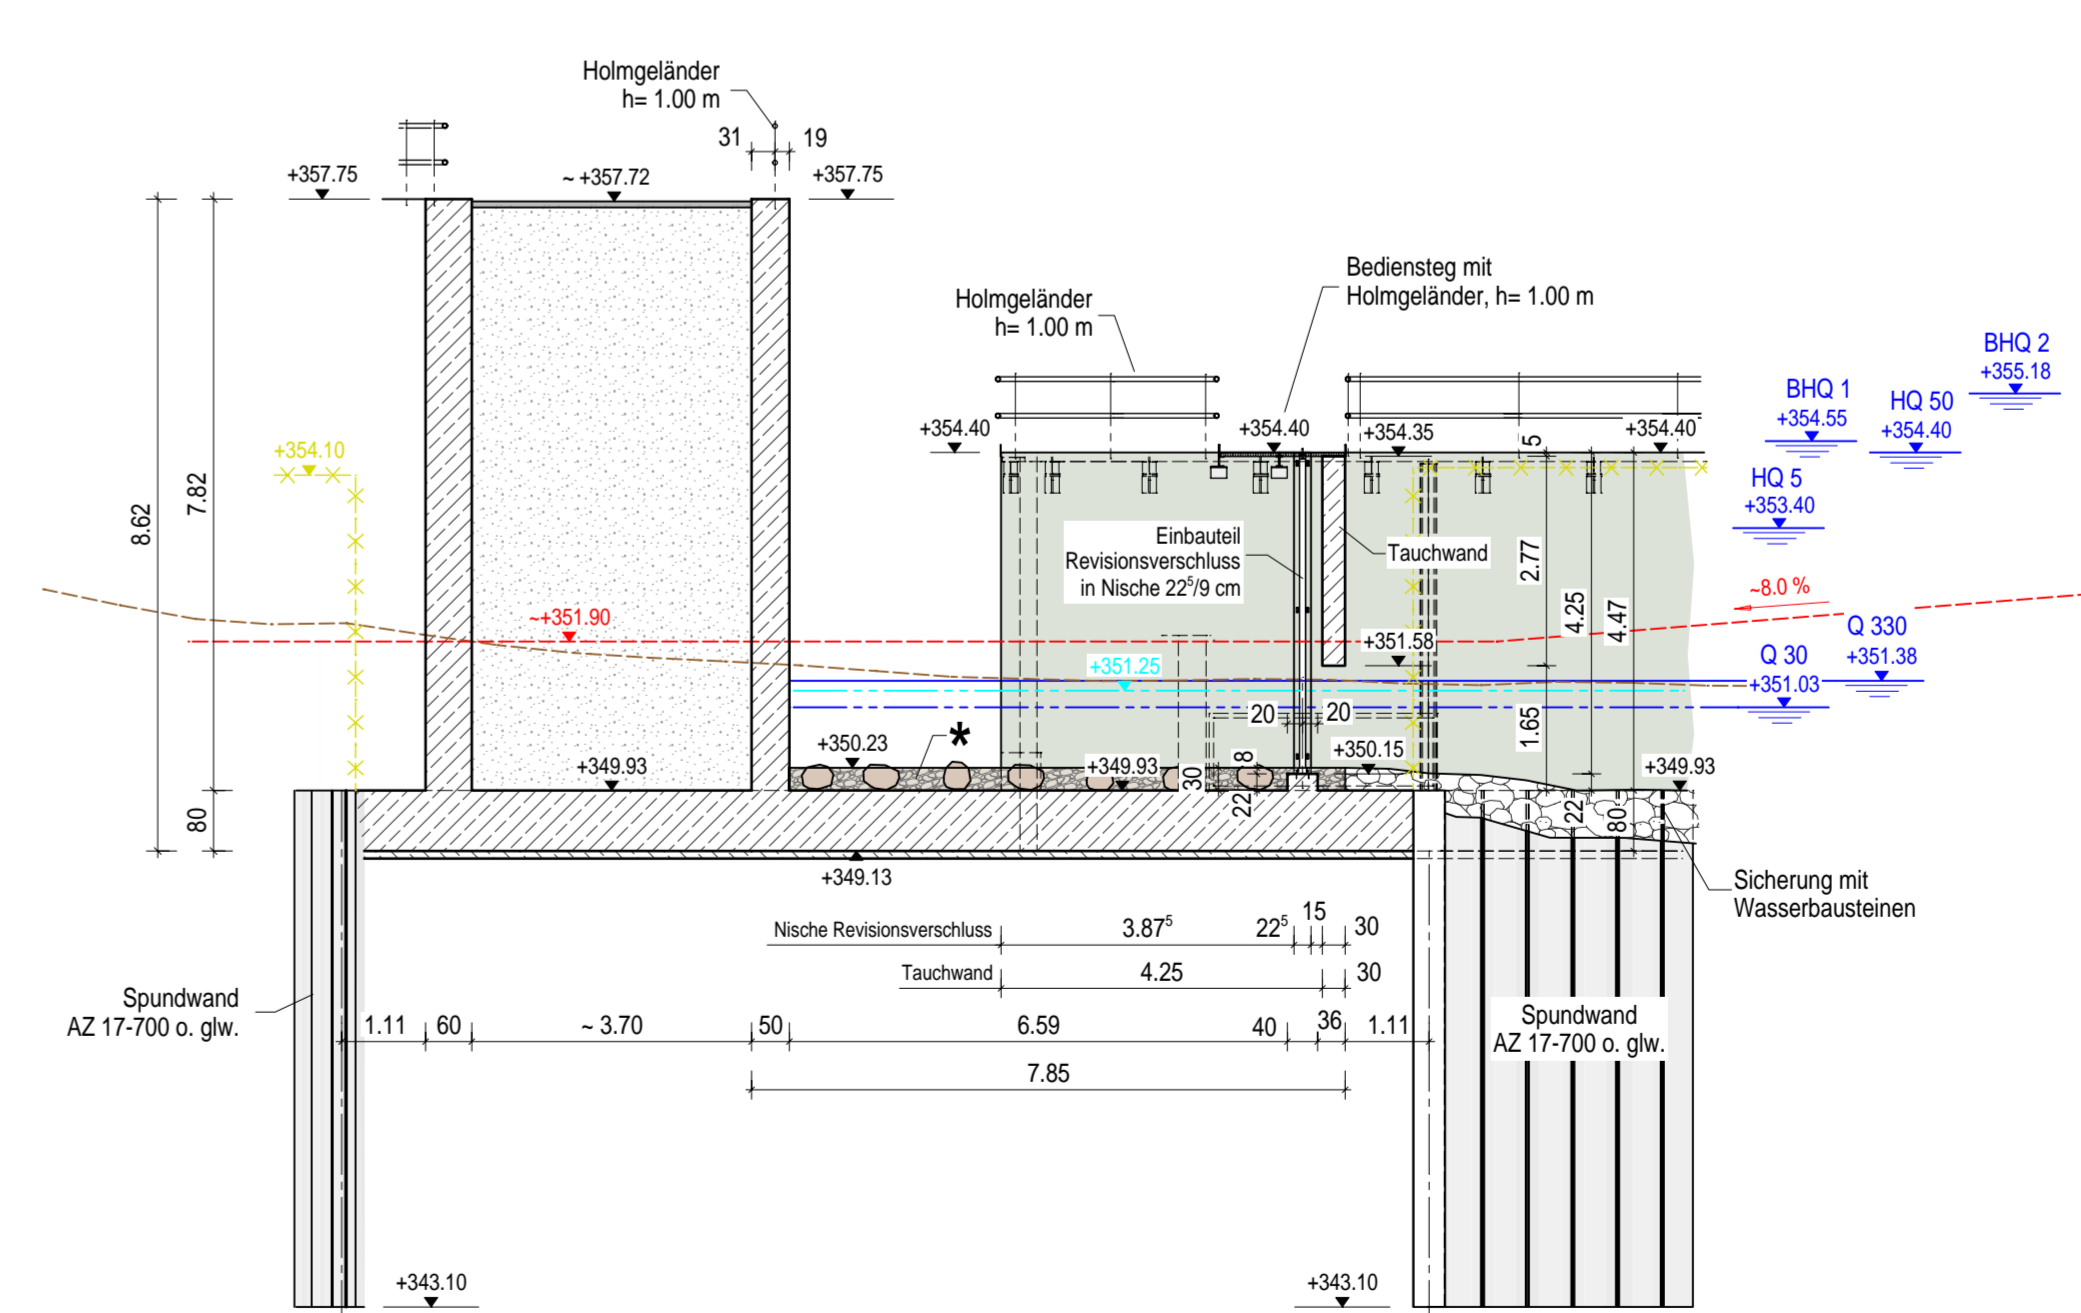 Holmgeländer
h= 1.00 m
31
19
+357.75
~ +357.72
+357.75
8.62
7.82
80
Bediensteg mit
Holmgeländer, h= 1.00 m
Holmgeländer
h= 1.00 m
BHQ 2
+355.18
BHQ 1
+354.55
HQ 50
+354.40
HQ 5
+353.40
+354.10
+354.40
+354.40
+354.35
5
+354.40
Einbauteil
Revisionsverschluss
in Nische 22⁵/9 cm
Tauchwand
2.77
4.25
4.47
~8.0 %
~+351.90
+351.58
Q 330
+351.38
Q 30
+351.03
+351.25
20
20
1.65
+350.23
*
+350.15
+349.93
+349.93
+349.93
30
8
22
22
80
+349.13
Sicherung mit
Wasserbausteinen
Nische Revisionsverschluss
3.87⁵
22⁵
15
30
Tauchwand
4.25
30
Spundwand
AZ 17-700 o. glw.
1.11
60
~ 3.70
50
6.59
40
36
1.11
7.85
Spundwand
AZ 17-700 o. glw.
+343.10
+343.10